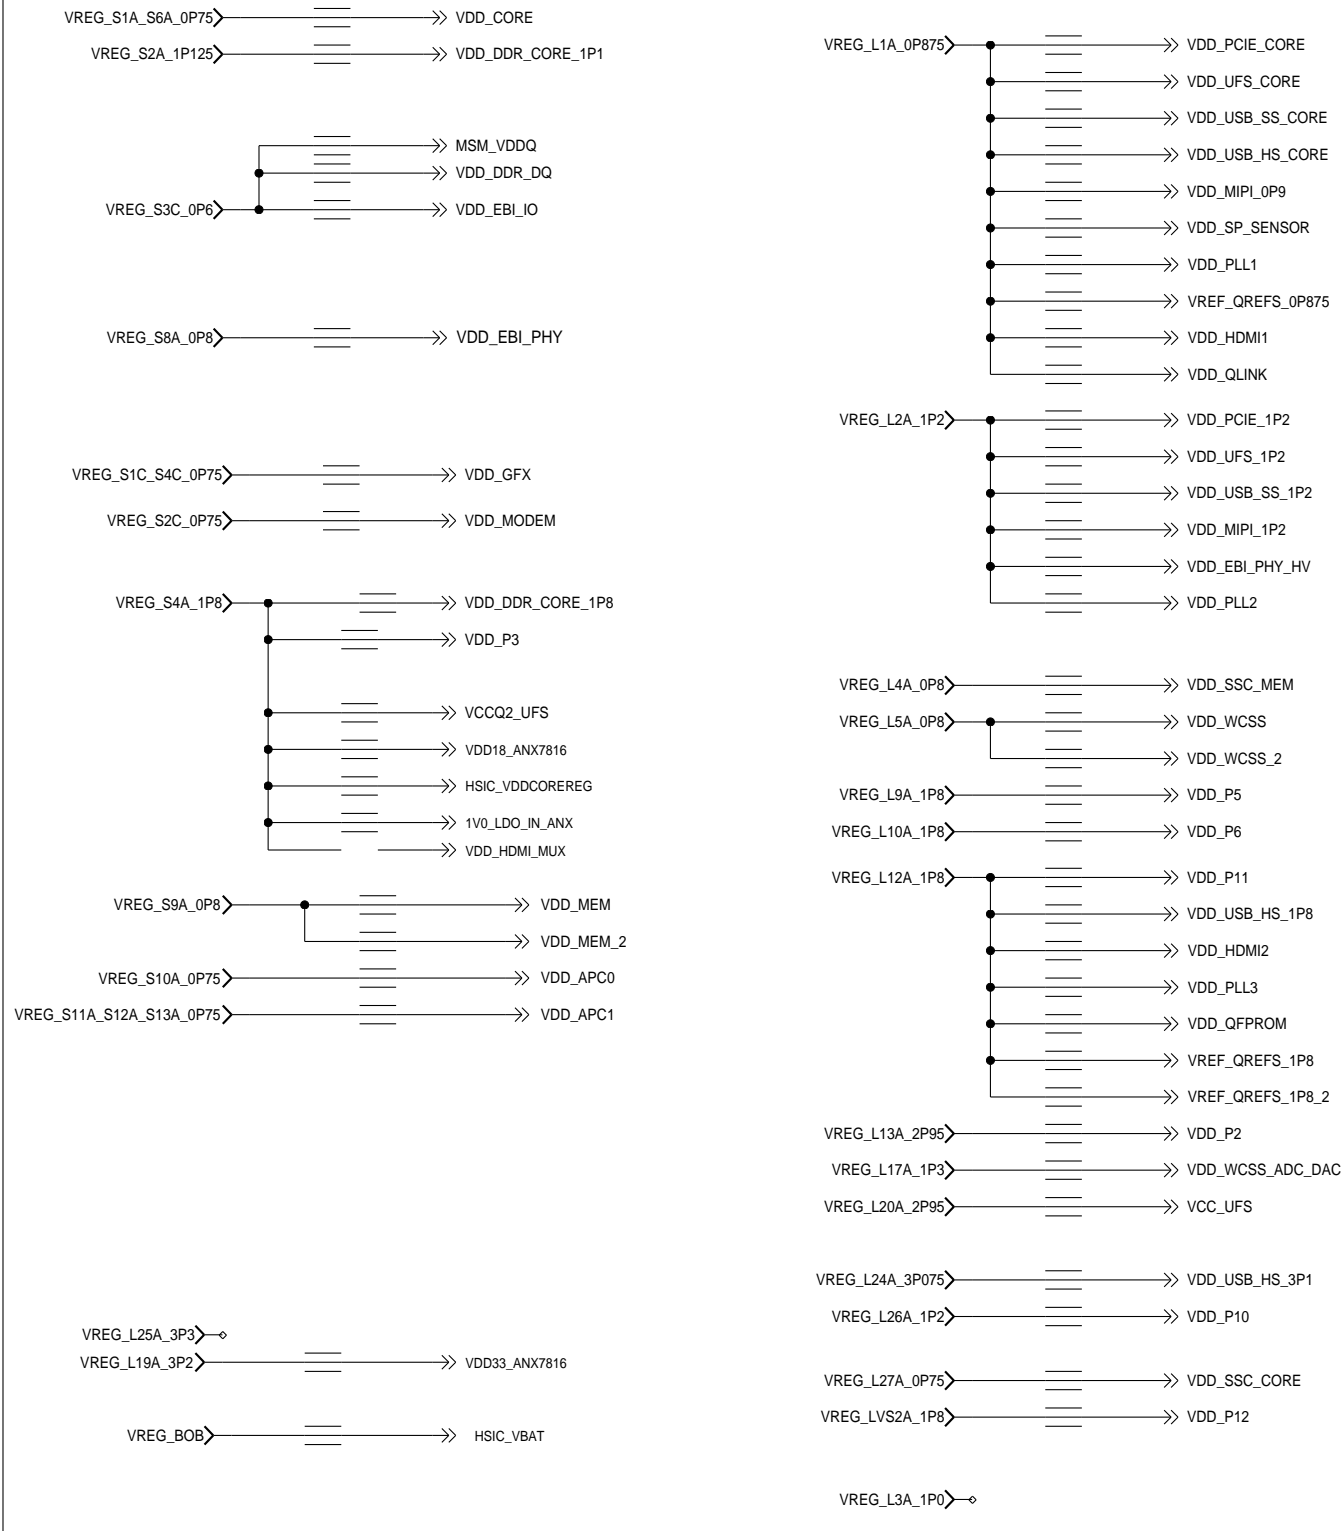 VREG_S1A_S6A_0P75 VDD_CORE
VREG_S2A_1P125 VDD_DDR_CORE_1P1
MSM_VDDQ
VDD_DDR_DQ
VREG_S3C_0P6 VDD_EBI_IO
VREG_S8A_0P8 VDD_EBI_PHY
VREG_S1C_S4C_0P75 VDD_GFX
VREG_S2C_0P75 VDD_MODEM
VREG_S4A_1P8 VDD_DDR_CORE_1P8
VDD_P3
VCCQ2_UFS
VDD18_ANX7816
HSIC_VDDCOREREG
1V0_LDO_IN_ANX
VDD_HDMI_MUX
VREG_S9A_0P8 VDD_MEM
VDD_MEM_2
VREG_S10A_0P75 VDD_APC0
VREG_S11A_S12A_S13A_0P75 VDD_APC1
VREG_L25A_3P3
VREG_L19A_3P2 VDD33_ANX7816
VREG_BOB HSIC_VBAT
VREG_L1A_0P875 VDD_PCIE_CORE
VDD_UFS_CORE
VDD_USB_SS_CORE
VDD_USB_HS_CORE
VDD_MIPI_0P9
VDD_SP_SENSOR
VDD_PLL1
VREF_QREFS_0P875
VDD_HDMI1
VDD_QLINK
VREG_L2A_1P2 VDD_PCIE_1P2
VDD_UFS_1P2
VDD_USB_SS_1P2
VDD_MIPI_1P2
VDD_EBI_PHY_HV
VDD_PLL2
VREG_L4A_0P8 VDD_SSC_MEM
VREG_L5A_0P8 VDD_WCSS
VDD_WCSS_2
VREG_L9A_1P8 VDD_P5
VREG_L10A_1P8 VDD_P6
VREG_L12A_1P8 VDD_P11
VDD_USB_HS_1P8
VDD_HDMI2
VDD_PLL3
VDD_QFPROM
VREF_QREFS_1P8
VREF_QREFS_1P8_2
VREG_L13A_2P95 VDD_P2
VREG_L17A_1P3 VDD_WCSS_ADC_DAC
VREG_L20A_2P95 VCC_UFS
VREG_L24A_3P075 VDD_USB_HS_3P1
VREG_L26A_1P2 VDD_P10
VREG_L27A_0P75 VDD_SSC_CORE
VREG_LVS2A_1P8 VDD_P12
VREG_L3A_1P0